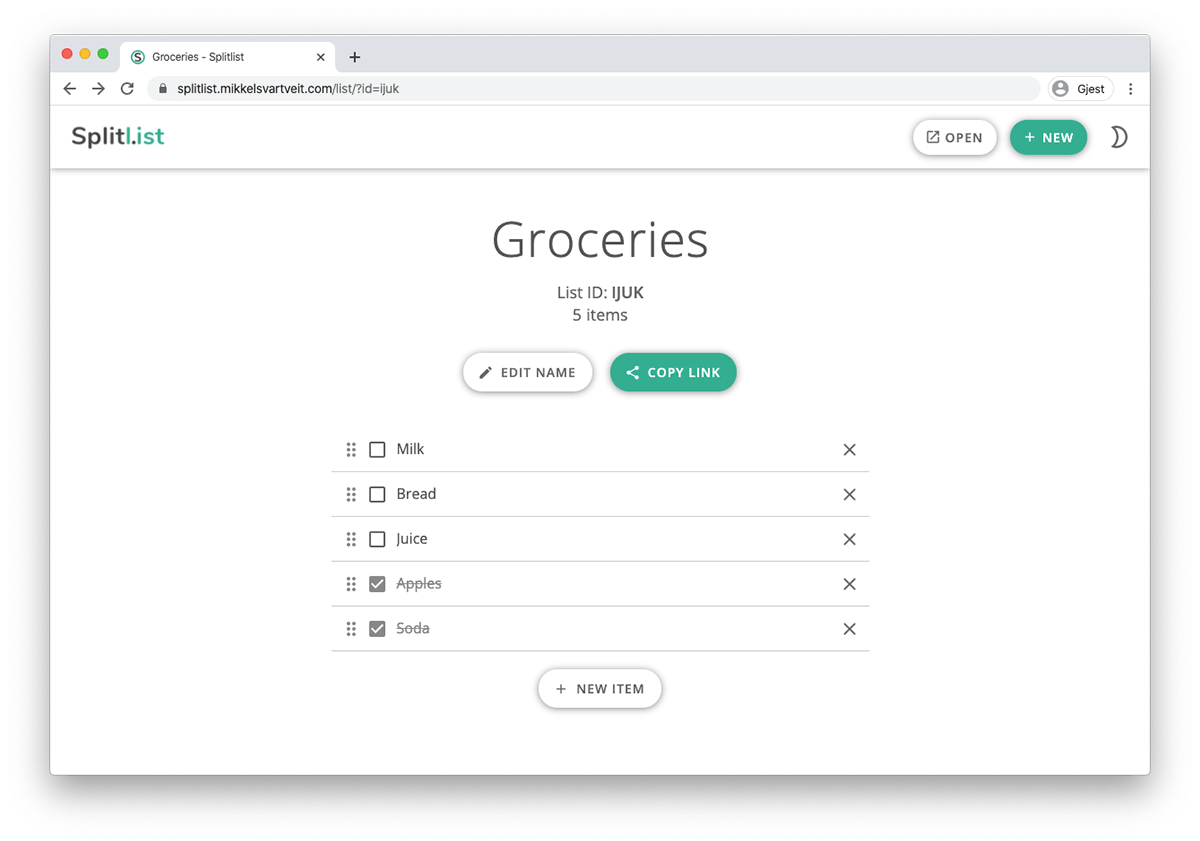 Groceries - Splitlist
splitlist.mikkelsvartveit.com/list/?id=ijuk
Gjest
Splitl.ist
OPEN
+ NEW
Groceries
List ID: IJUK
5 items
EDIT NAME
COPY LINK
Milk
Bread
Juice
Apples
Soda
+ NEW ITEM